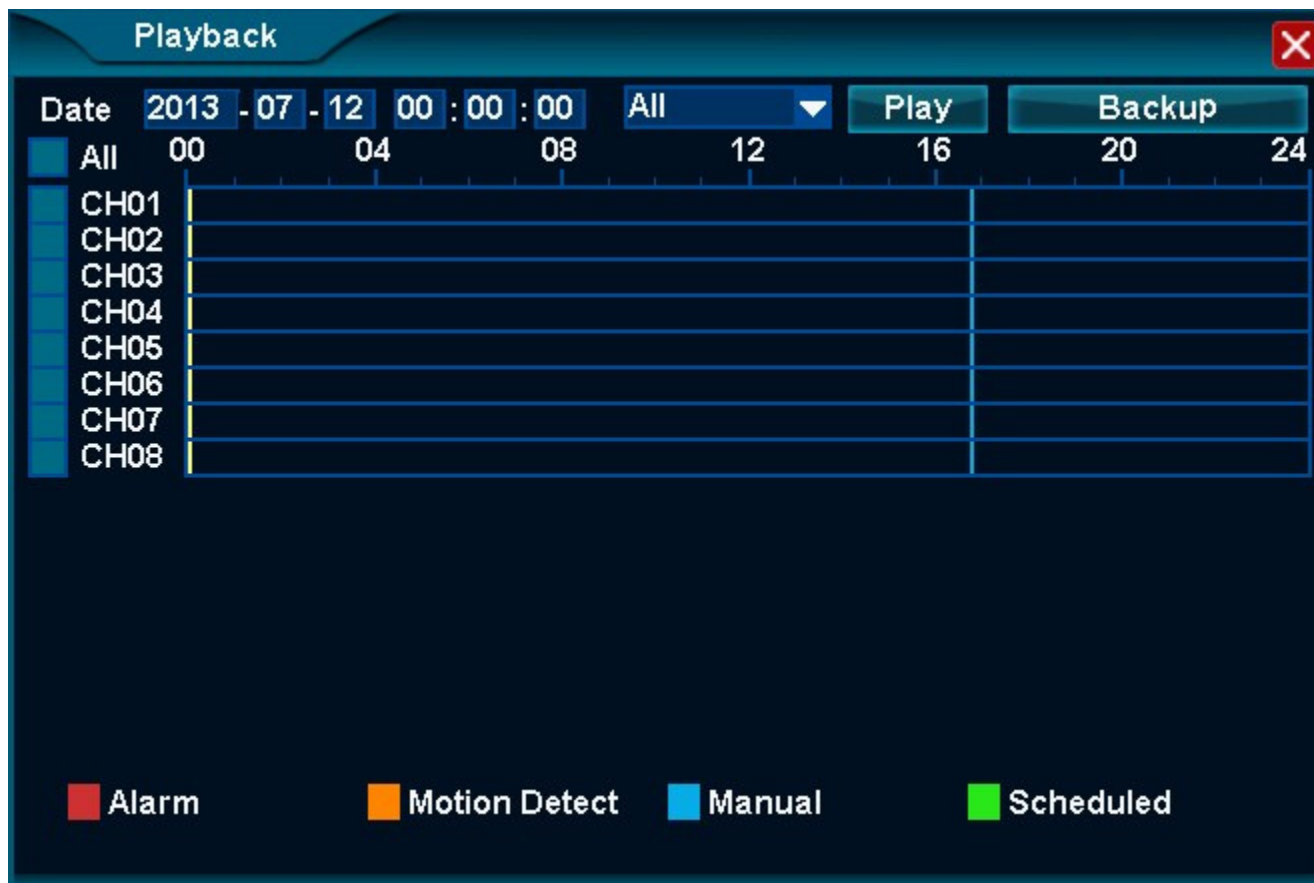 Playback
Date 2013 - 07 - 12 00 : 00 : 00 All Play Backup
All 00 04 08 12 16 20 24
CH01
CH02
CH03
CH04
CH05
CH06
CH07
CH08
Alarm Motion Detect Manual Scheduled